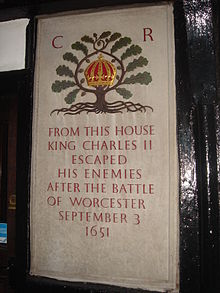 C R
FROM THIS HOUSE
KING CHARLES II
ESCAPED
HIS ENEMIES
AFTER THE BATTLE
OF WORCESTER
SEPTEMBER 3
1651